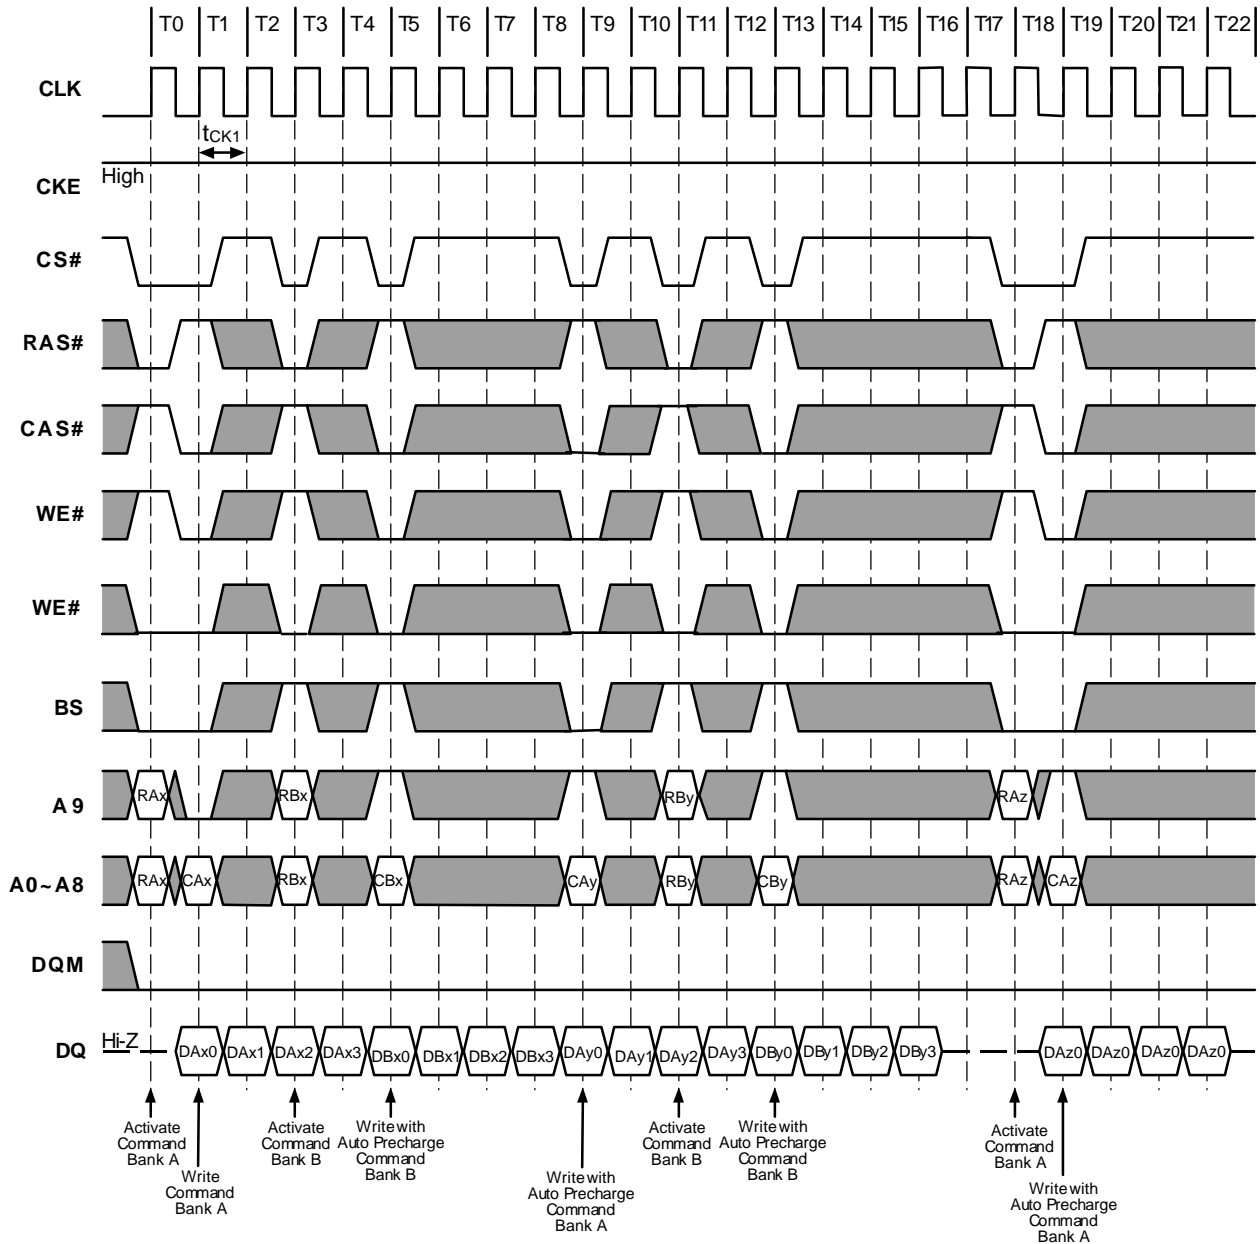 T0 T1 T2 T3 T4 T5 T6 T7 T8 T9 T10 T11 T12 T13 T14 T15 T16 T17 T18 T19 T20 T21 T22
CLK
tCK1
High
CKE
CS#
RAS#
CAS#
WE#
WE#
BS
A9 RAx RBx RBy RAz
A0~A8 RAx CAx RBx CBx CAy RBy CBy RAz CAz
DQM
Hi-Z
DQ DAx0 DAx1 DAx2 DAx3 DBx0 DBx1 DBx2 DBx3 DAy0 DAy1 DAy2 DAy3 DBy0 DBy1 DBy2 DBy3 DAz0 DAz0 DAz0 DAz0
Activate
Command
Bank A
Write
Command
Bank A
Activate
Command
Bank B
Write with
Auto Precharge
Command
Bank B
Write with
Auto Precharge
Command
Bank A
Activate
Command
Bank B
Write with
Auto Precharge
Command
Bank B
Activate
Command
Bank A
Write with
Auto Precharge
Command
Bank A